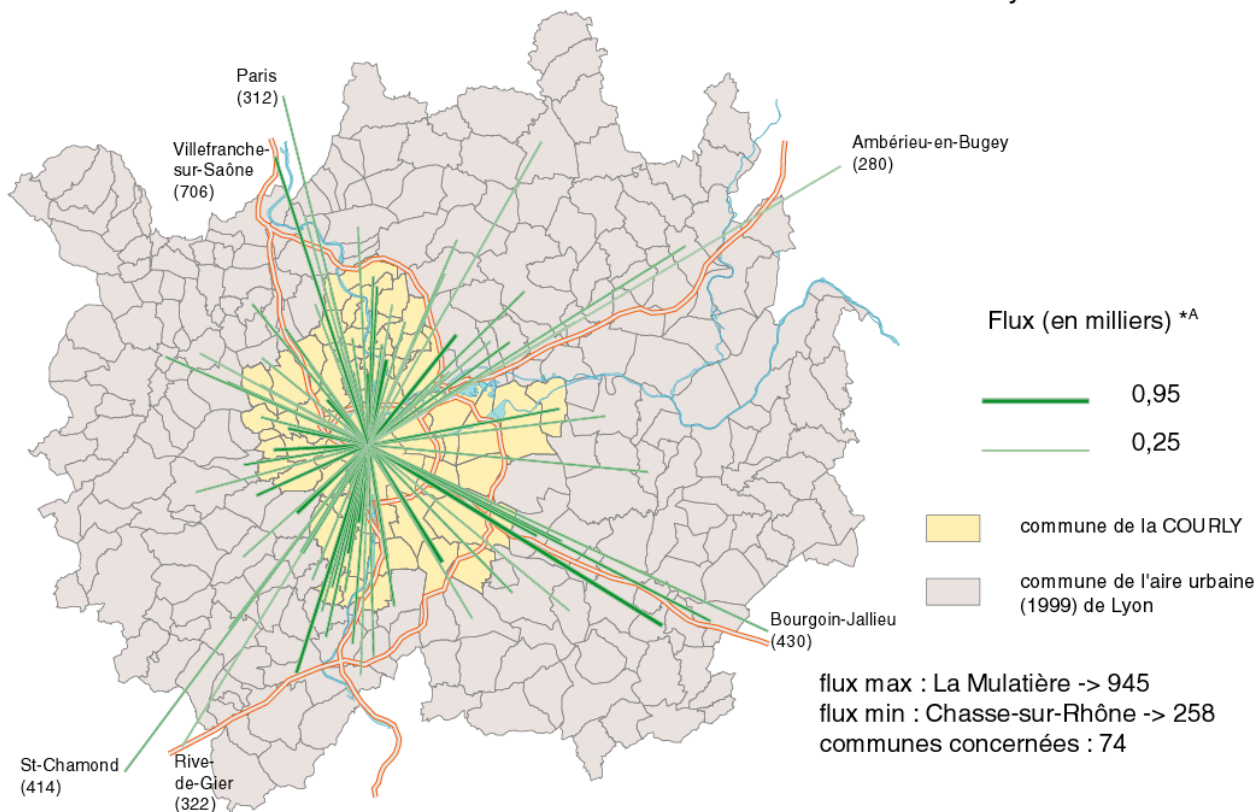 Paris
(312)
Villefranche-
sur-Saône
(706)
Ambérieu-en-Bugey
(280)
Flux (en milliers) *A
0,95
0,25
commune de la COURLY
commune de l'aire urbaine
(1999) de Lyon
Bourgoin-Jallieu
(430)
flux max : La Mulatière -> 945
flux min : Chasse-sur-Rhône -> 258
communes concernées : 74
St-Chamond
(414)
Rive-
de-Gier
(322)